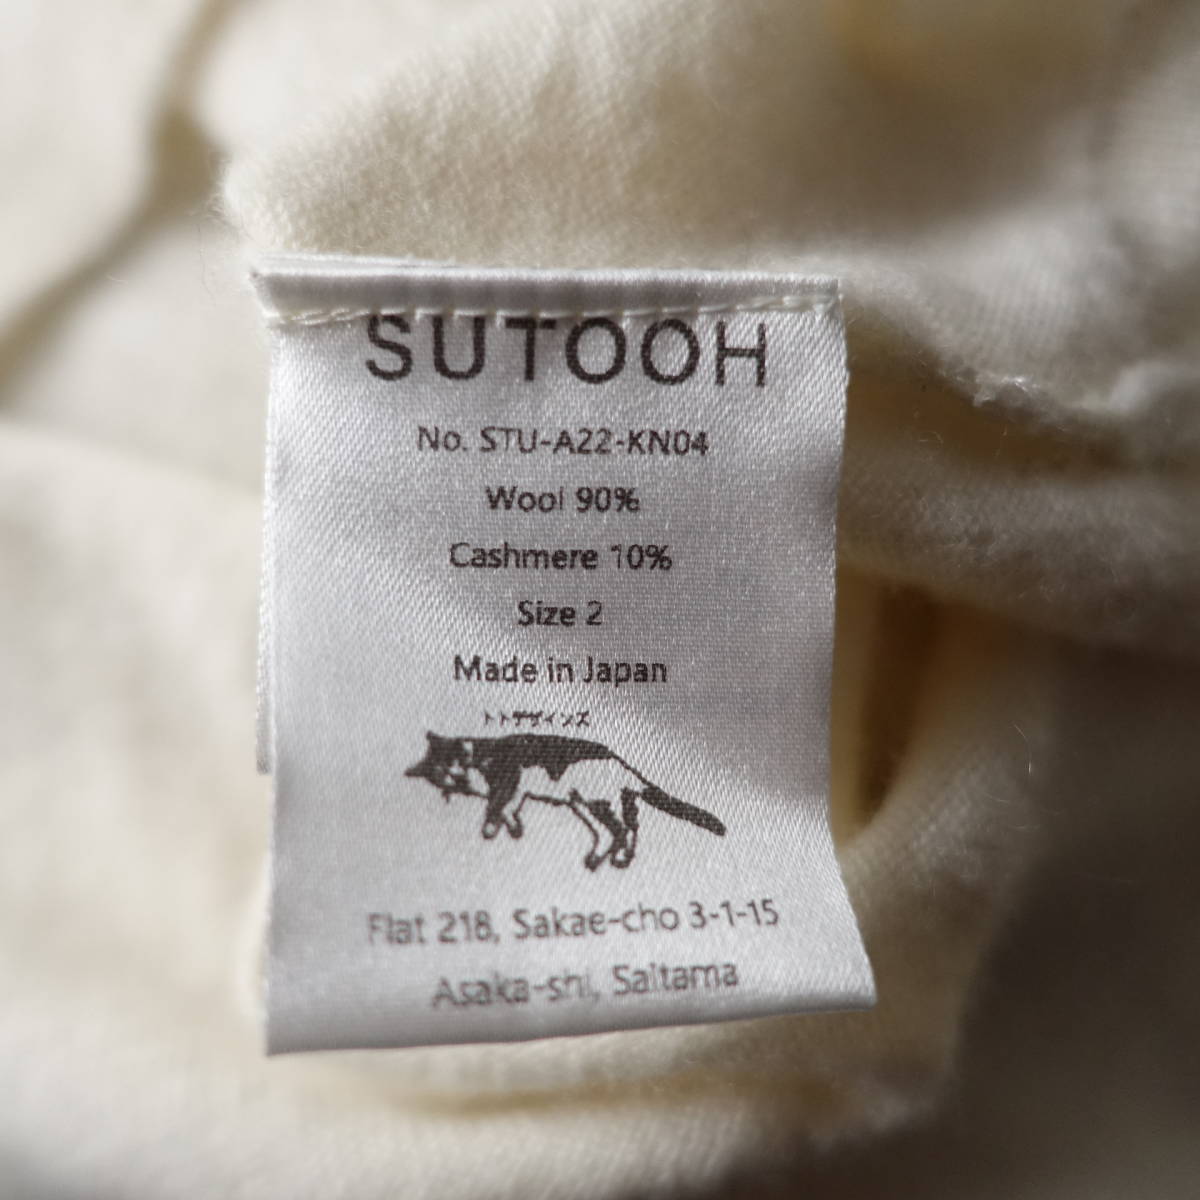 SUTOOH
No. STU-A22-KN04
Wool 90%
Cashmere 10%
Size 2
Made in Japan
トトデザインズ
Flat 218, Sakae-cho 3-1-15
Asaka-shi, Saitama